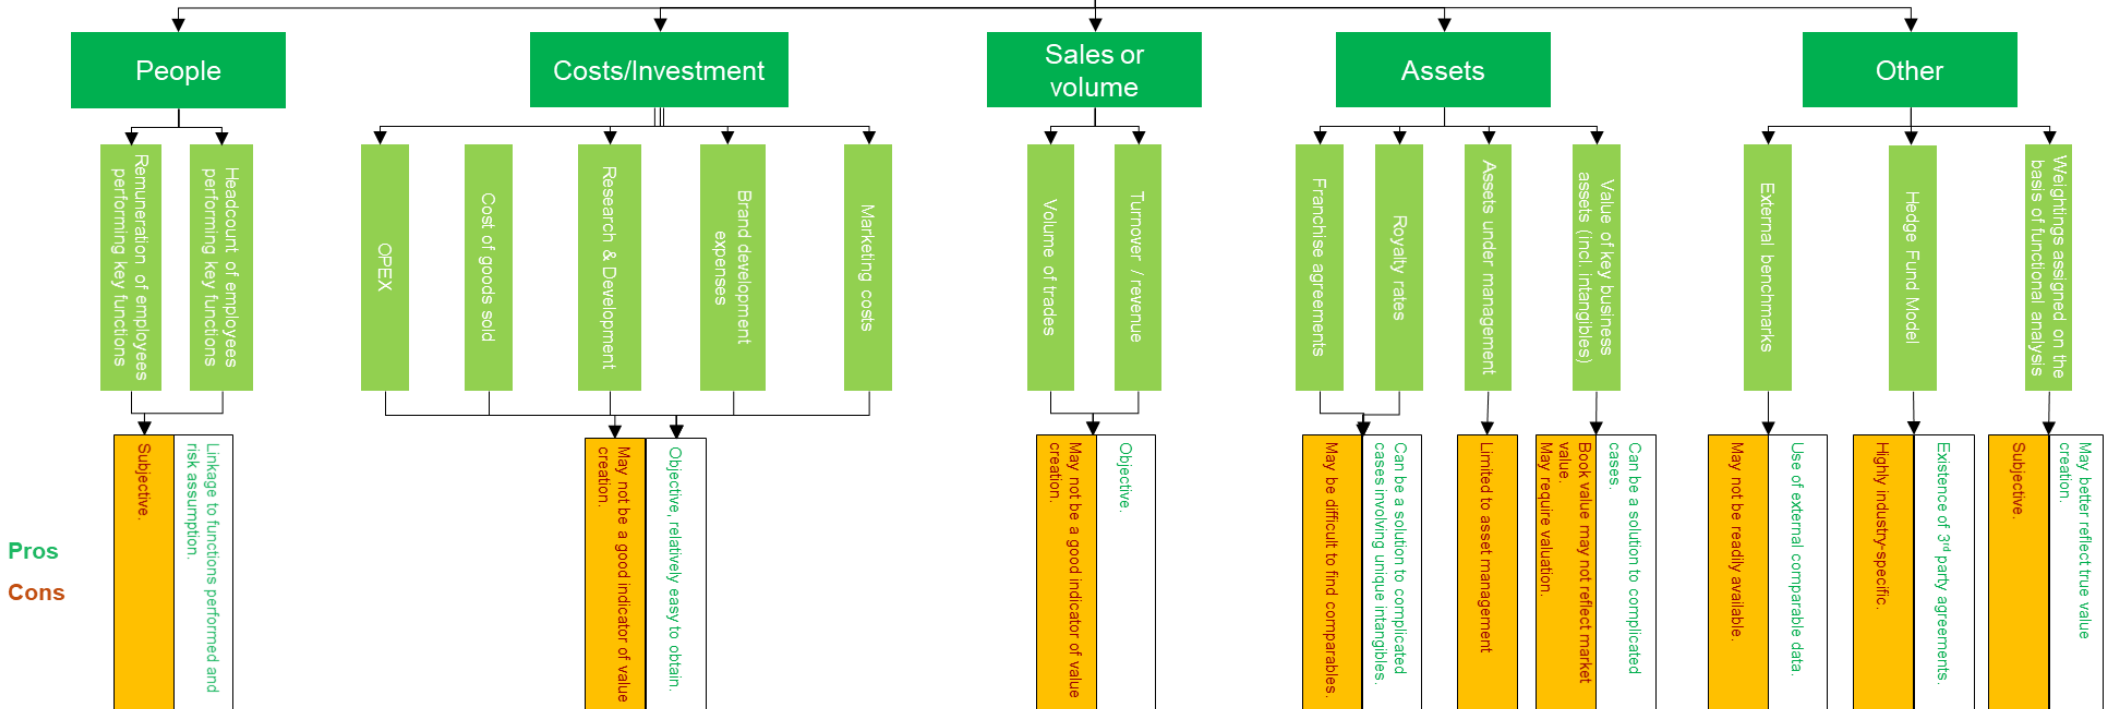 People
Costs/Investment
Sales or
volume
Assets
Other
Remuneration of employees
performing key functions
Headcount of employees
performing key functions
OPEX
Cost of goods sold
Research & Development
Brand development
expenses
Marketing costs
Volume of trades
Turnover / revenue
Franchise agreements
Royalty rates
Assets under management
Value of key business
assets (incl. intangibles)
External benchmarks
Hedge Fund Model
Weightings assigned on the
basis of functional analysis
Pros
Cons
Subjective.
Linkage to functions performed and
risk assumption.
May not be a good indicator of value
creation.
Objective, relatively easy to obtain.
May not be a good indicator of value
creation.
Objective.
May be difficult to find comparables.
Can be a solution to complicated
cases involving unique intangibles.
Limited to asset management
Book value may not reflect market
value.
May require valuation.
Can be a solution to complicated
cases.
May not be readily available.
Use of external comparable data.
Highly industry-specific.
Existence of 3rd party agreements.
Subjective.
May better reflect true value
creation.